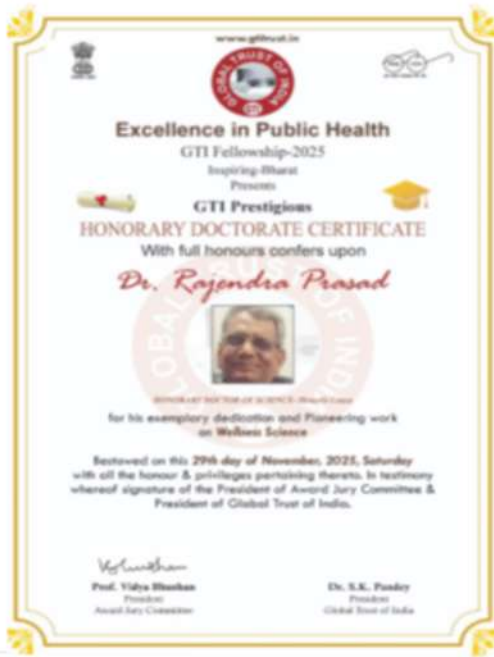 www.gtitrust.in
GLOBAL TRUST OF INDIA
Excellence in Public Health
GTI Fellowship-2025
Inspiring-Bharat
Presents
GTI Prestigious
HONORARY DOCTORATE CERTIFICATE
With full honours confers upon
Dr. Rajendra Prasad
HONORARY DOCTOR OF SCIENCE
for his exemplary dedication and Pioneering work
on Wellness Science
Bestowed on this 29th day of November, 2025, Saturday
with all the honour & privileges pertaining thereto. In testimony
whereof signature of the President of Award Jury Committee &
President of Global Trust of India.
Prof. Vidya Bhushan
President
Award Jury Committee
Dr. S.K. Pandey
President
Global Trust of India